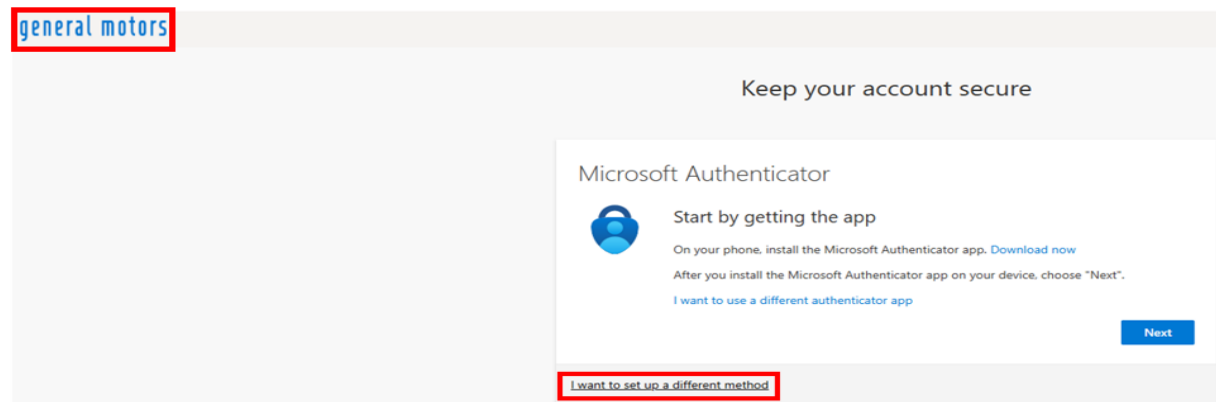 general motors
Keep your account secure
Microsoft Authenticator
Start by getting the app
On your phone, install the Microsoft Authenticator app. Download now
After you install the Microsoft Authenticator app on your device, choose "Next".
I want to use a different authenticator app
Next
I want to set up a different method